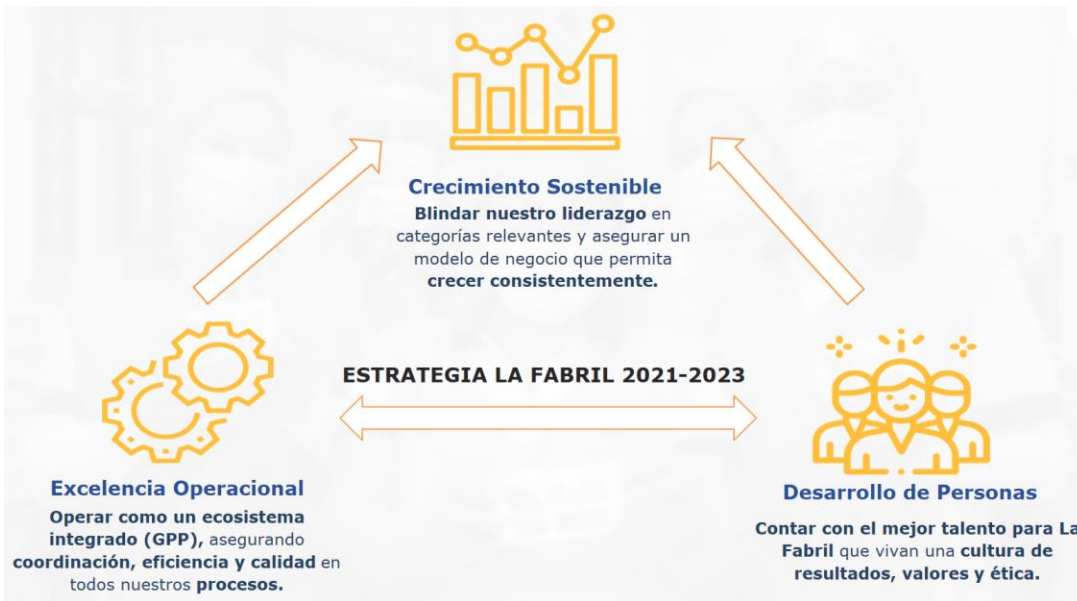 Crecimiento Sostenible
Blindar nuestro liderazgo en
categorías relevantes y asegurar un
modelo de negocio que permita
crecer consistentemente.
ESTRATEGIA LA FABRIL 2021-2023
Excelencia Operacional
Operar como un ecosistema
integrado (GPP), asegurando
coordinación, eficiencia y calidad en
todos nuestros procesos.
Desarrollo de Personas
Contar con el mejor talento para La
Fabril que vivan una cultura de
resultados, valores y ética.